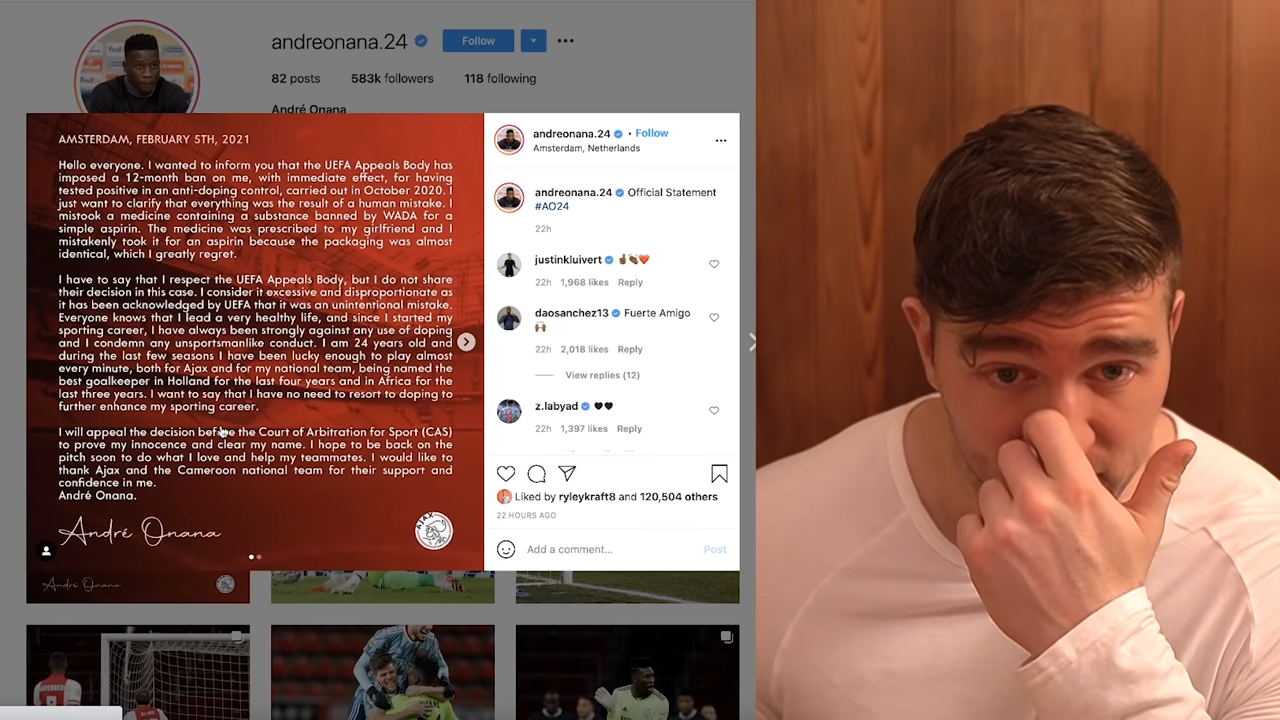 andreonana.24
Follow
82 posts 583k followers 118 following
André Onana
AMSTERDAM, FEBRUARY 5TH, 2021
Hello everyone. I wanted to inform you that the UEFA Appeals Body has
imposed a 12-month ban on me, with immediate effect, for having
tested positive in an anti-doping control, carried out in October 2020. I
just want to clarify that everything was the result of a human mistake. I
mistook a medicine containing a substance banned by WADA for a
simple aspirin. The medicine was prescribed to my girlfriend and I
mistakenly took it for an aspirin because the packaging was almost
identical, which I greatly regret.
I have to say that I respect the UEFA Appeals Body, but I do not share
their decision in this case. I consider it excessive and disproportionate as
it has been acknowledged by UEFA that it was an unintentional mistake.
Everyone knows that I lead a very healthy life, and since I started my
sporting career, I have always been strongly against any use of doping
and I condemn any unsportsmanlike conduct. I am 24 years old and
during the last few seasons I have been lucky enough to play almost
every minute, both for Ajax and for my national team, being named the
best goalkeeper in Holland for the last four years and in Africa for the
last three years. I want to say that I have no need to resort to doping to
further enhance my sporting career.
I will appeal the decision before the Court of Arbitration for Sport (CAS)
to prove my innocence and clear my name. I hope to be back on the
pitch soon to do what I love and help my teammates. I would like to
thank Ajax and the Cameroon national team for their support and
confidence in me.
André Onana.
André Onana
AJAX
André Onana
andreonana.24 • Follow
Amsterdam, Netherlands
andreonana.24 Official Statement
#AO24
22h
justinkluivert
22h 1,968 likes Reply
daosanchez13 Fuerte Amigo
22h 2,018 likes Reply
View replies (12)
z.labyad
22h 1,397 likes Reply
Liked by ryleykraft8 and 120,504 others
22 HOURS AGO
Add a comment... Post